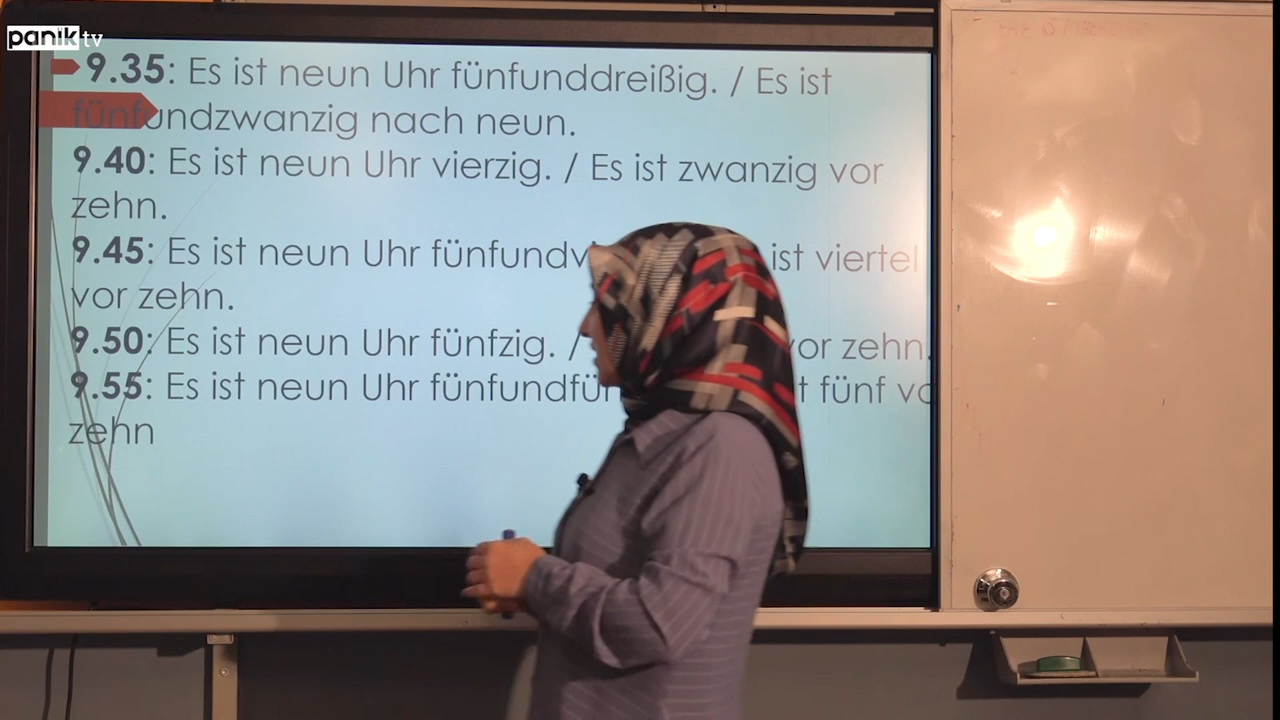 panik tv
9.35: Es ist neun Uhr fünfunddreißig. / Es ist
fünfundzwanzig nach neun.
9.40: Es ist neun Uhr vierzig. / Es ist zwanzig vor
zehn.
9.45: Es ist neun Uhr ist viertel
vor zehn.
9.50: Es ist neun Uhr fünfzig. / vor zehn.
9.55: Es ist neun Uhr fünf
zehn